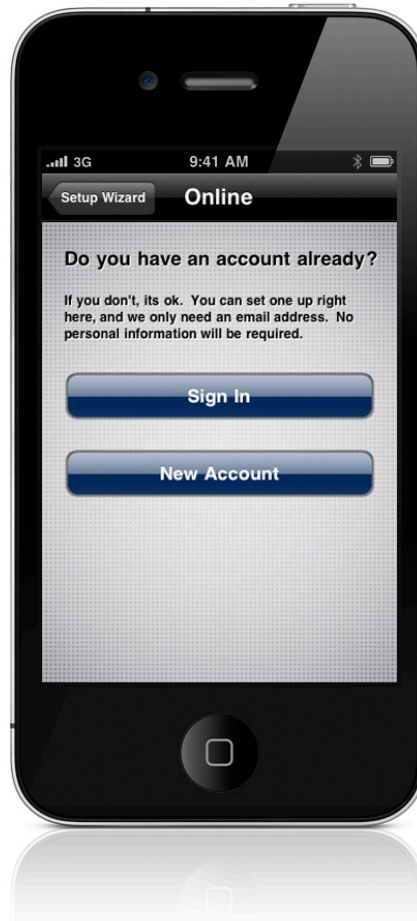 3G 9:41 AM
Setup Wizard Online
Do you have an account already?
If you don't, its ok. You can set one up right
here, and we only need an email address. No
personal information will be required.
Sign In
New Account